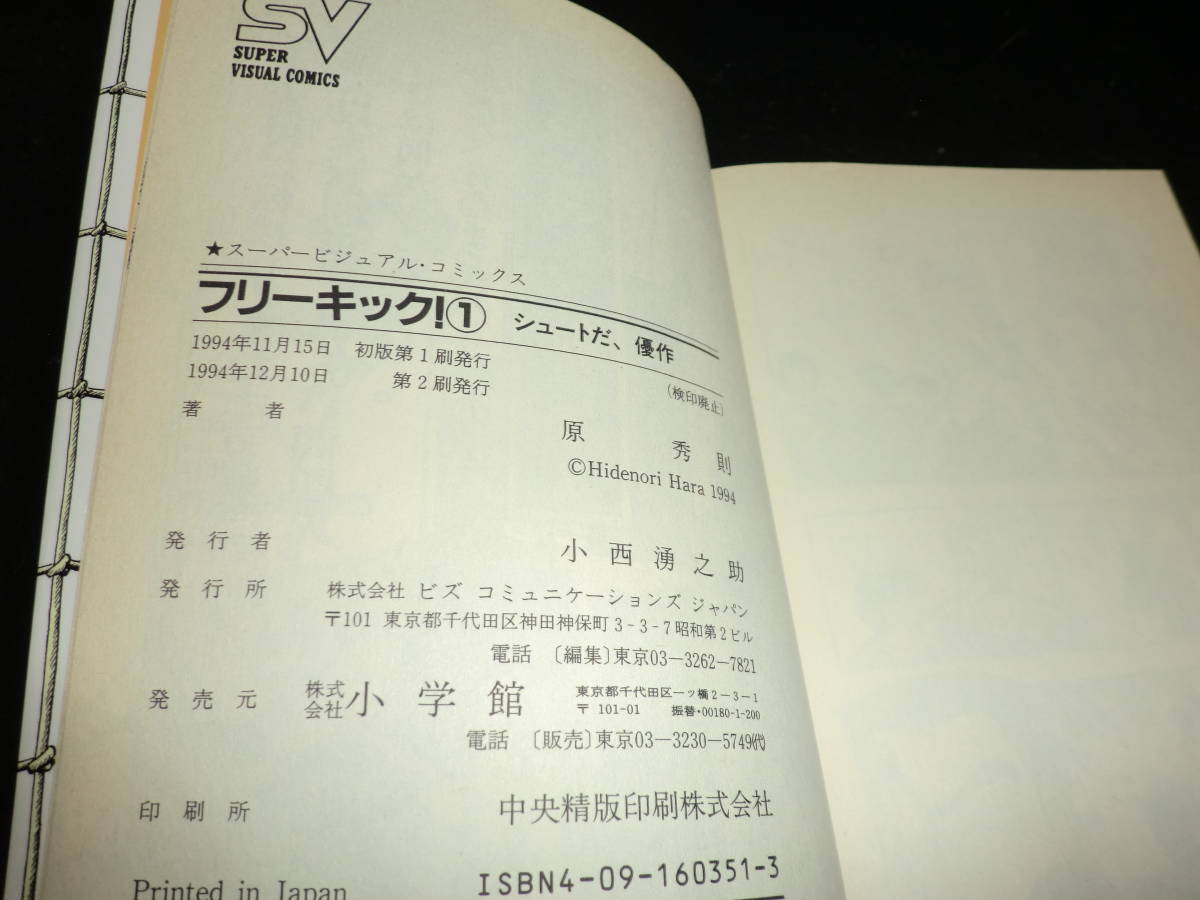 SV
SUPER
VISUAL COMICS
★スーパービジュアル・コミックス
フリーキック!① シュートだ、優作
1994年11月15日 初版第1刷発行
1994年12月10日 第2刷発行
(検印廃止)
著者 原 秀則
©Hidenori Hara 1994
発行者 小西湧之助
発行所 株式会社 ビズ コミュニケーションズ ジャパン
〒101 東京都千代田区神田神保町3-3-7昭和第2ビル
電話 〔編集〕東京03-3262-7821
発売元 株式会社 小学館 東京都千代田区一ツ橋2-3-1
〒101-01 振替・00180-1-200
電話 〔販売〕東京03-3230-5749(代)
印刷所 中央精版印刷株式会社
Printed in Japan ISBN4-09-160351-3